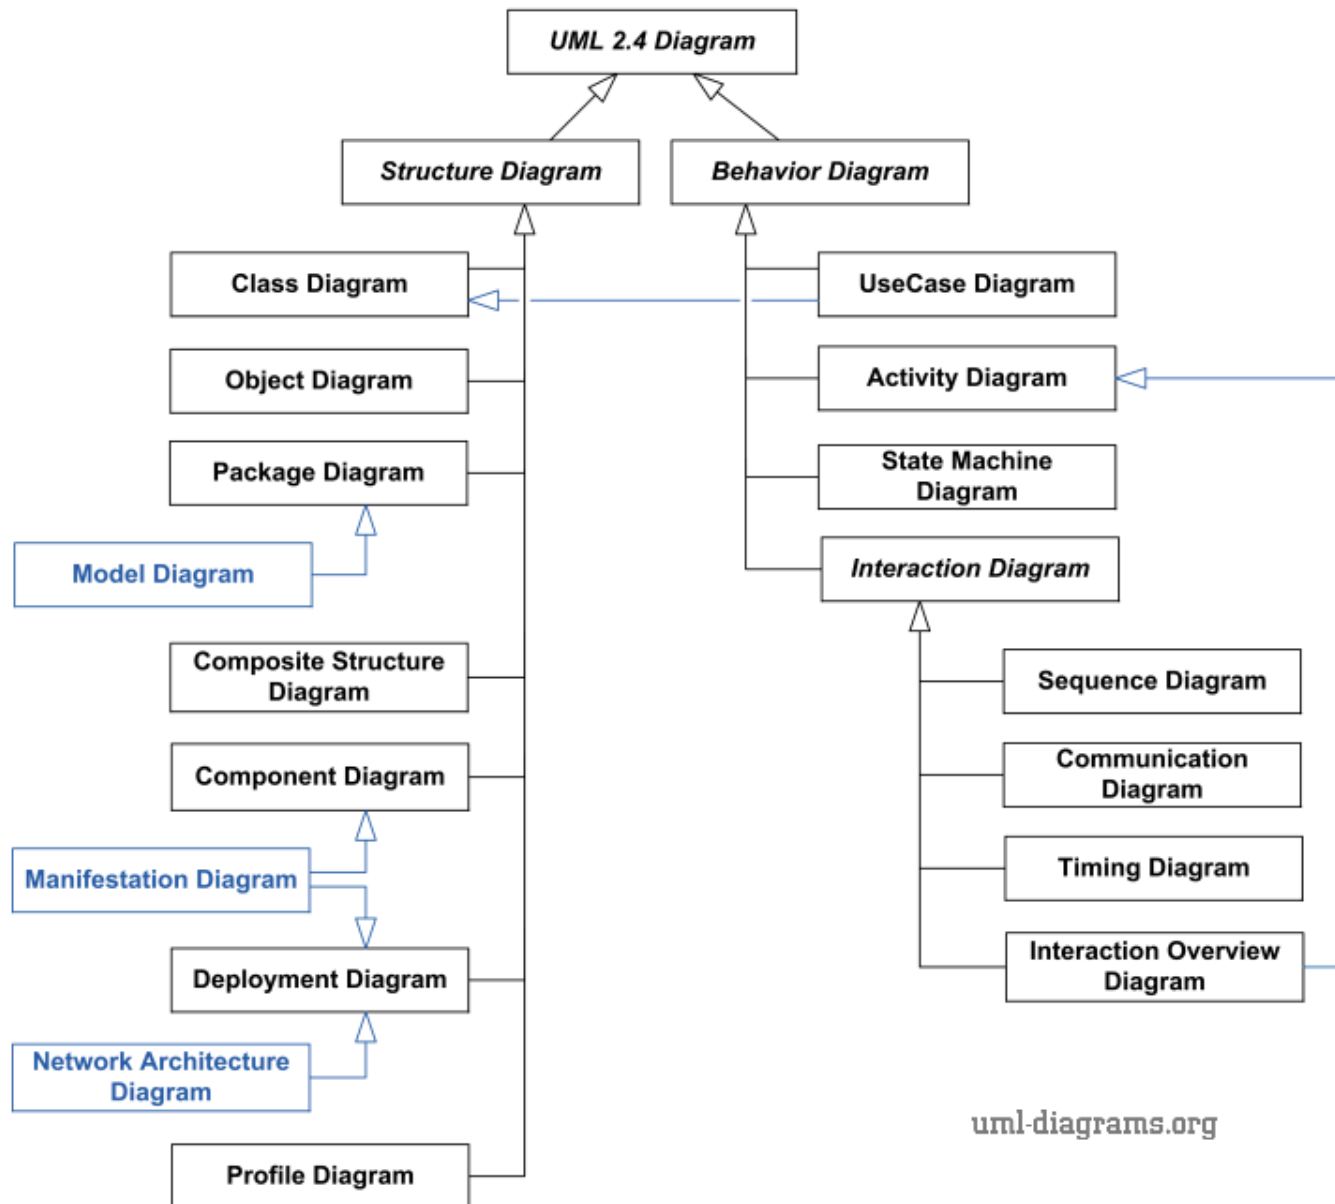 UML 2.4 Diagram
Structure Diagram
Behavior Diagram
Class Diagram
UseCase Diagram
Object Diagram
Activity Diagram
Package Diagram
State Machine
Diagram
Model Diagram
Interaction Diagram
Composite Structure
Diagram
Sequence Diagram
Component Diagram
Communication
Diagram
Manifestation Diagram
Timing Diagram
Deployment Diagram
Interaction Overview
Diagram
Network Architecture
Diagram
Profile Diagram
uml-diagrams.org